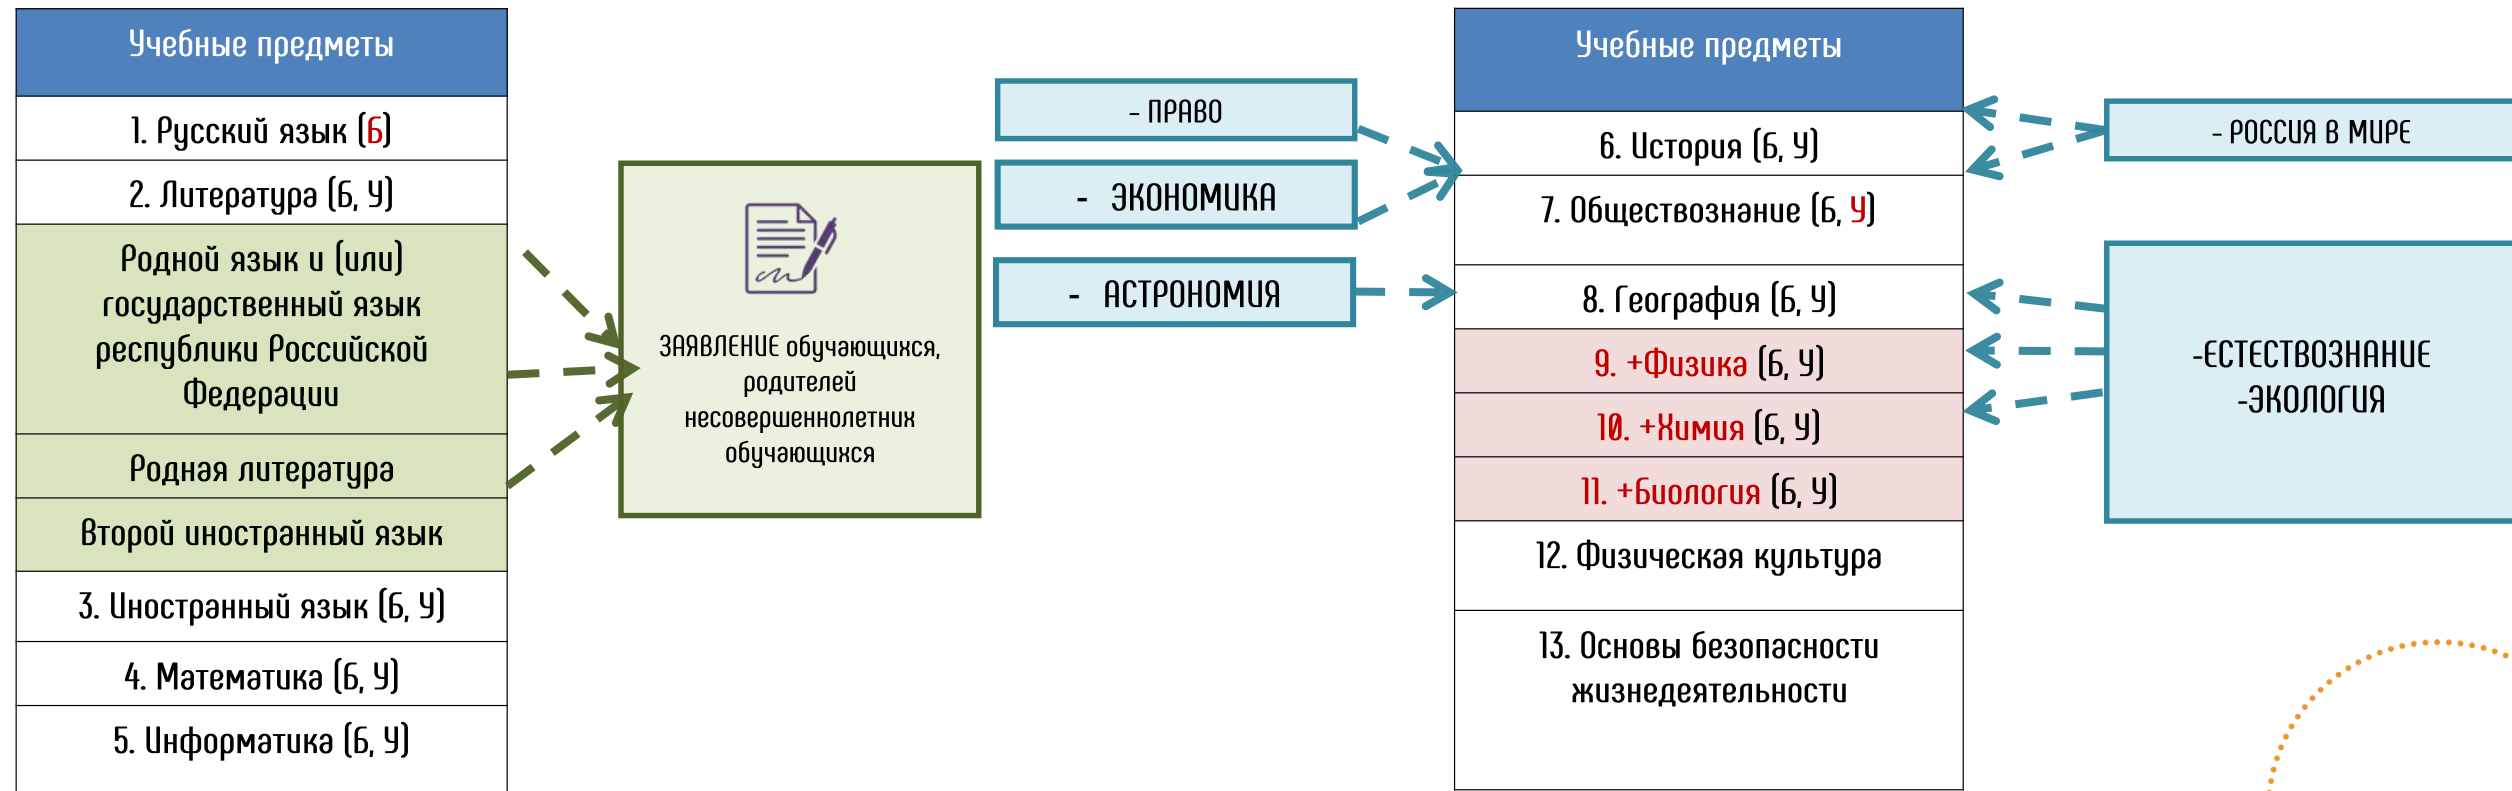 Учебные предметы
1. Русский язык (Б)
2. Литература (Б, У)
Родной язык и (или)
государственный язык
республики Российской
Федерации
Родная литература
Второй иностранный язык
3. Иностранный язык (Б, У)
4. Математика (Б, У)
5. Информатика (Б, У)
ЗАЯВЛЕНИЕ обучающихся,
родителей
несовершеннолетних
обучающихся
- ПРАВО
- ЭКОНОМИКА
- АСТРОНОМИЯ
Учебные предметы
6. История (Б, У)
7. Обществознание (Б, У)
8. География (Б, У)
9. +Физика (Б, У)
10. +Химия (Б, У)
11. +Биология (Б, У)
12. Физическая культура
13. Основы безопасности
жизнедеятельности
- РОССИЯ В МИРЕ
-ЕСТЕСТВОЗНАНИЕ
-ЭКОЛОГИЯ